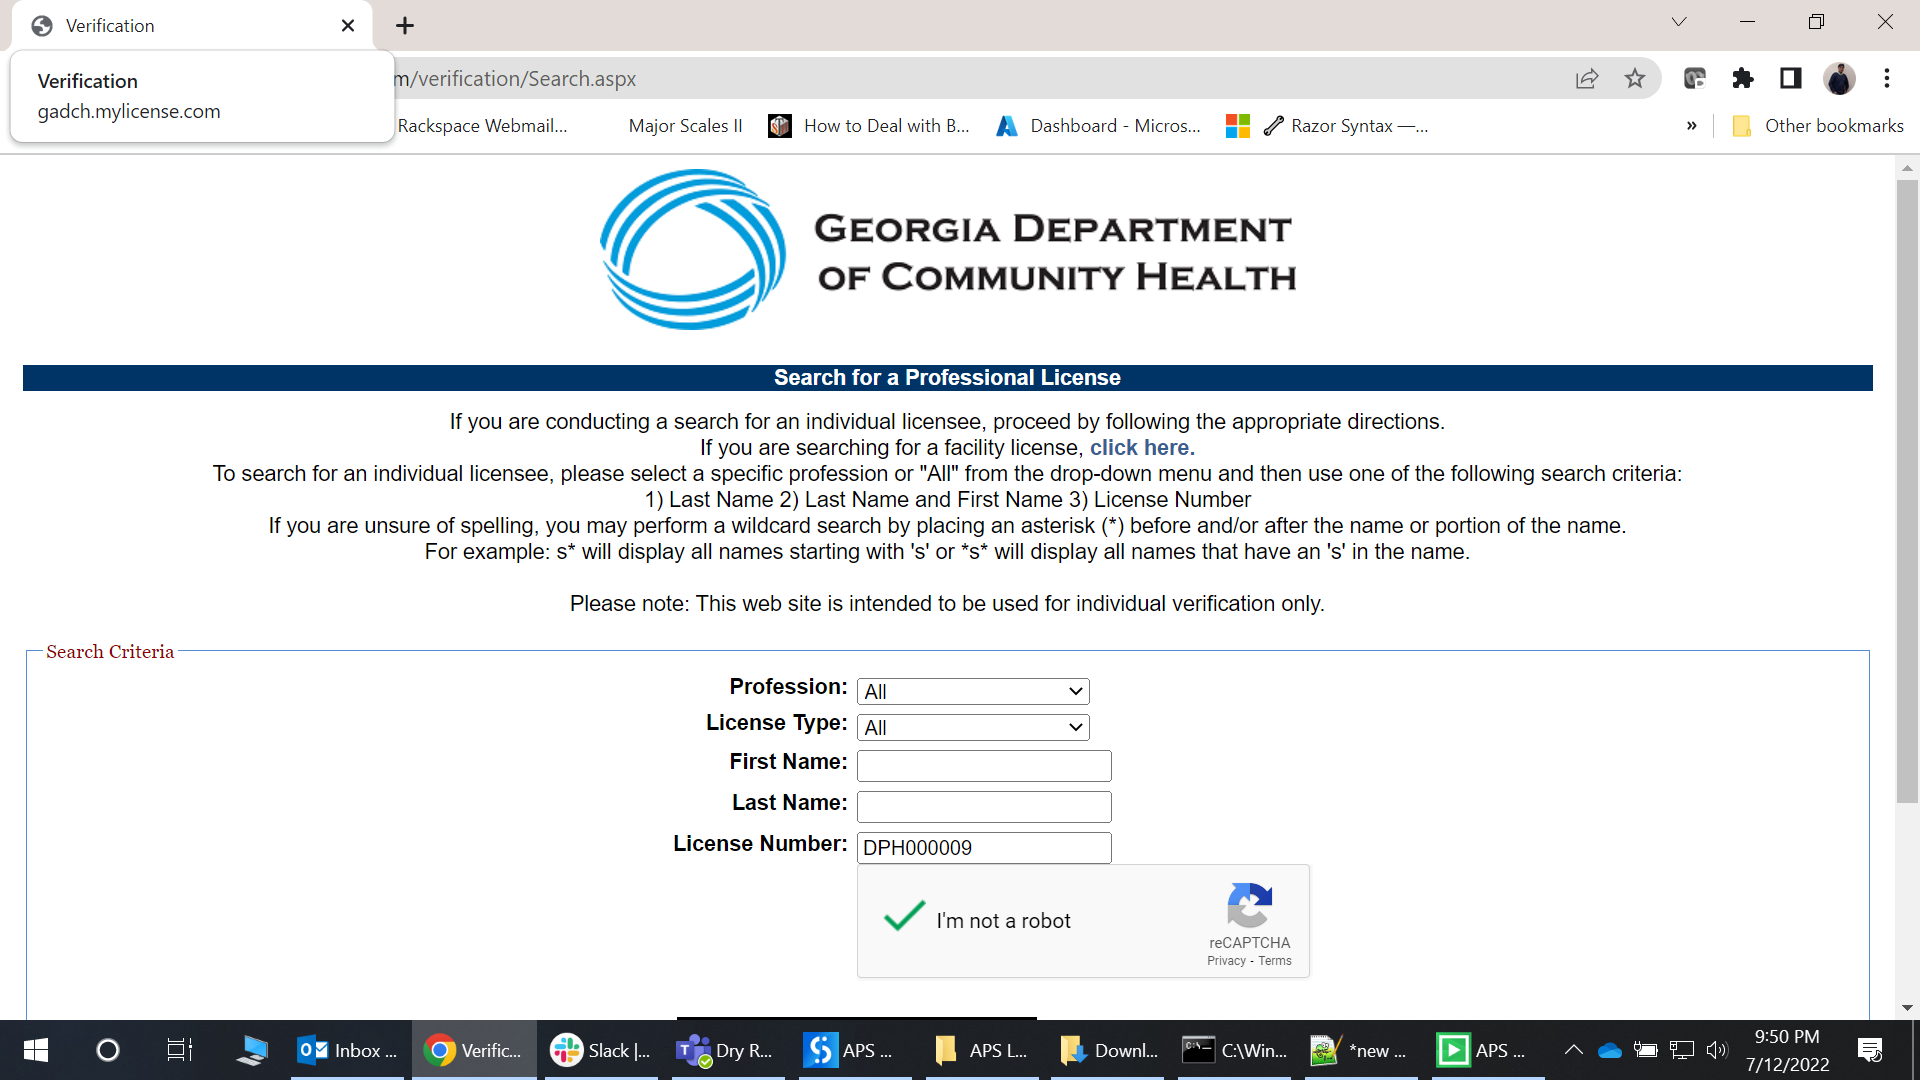 Verification
Verification
gadch.mylicense.com
m/verification/Search.aspx
Rackspace Webmail...
Major Scales II
How to Deal with B...
Dashboard - Micros...
Razor Syntax —...
»
Other bookmarks
GEORGIA DEPARTMENT
OF COMMUNITY HEALTH
Search for a Professional License
If you are conducting a search for an individual licensee, proceed by following the appropriate directions.
If you are searching for a facility license, click here.
To search for an individual licensee, please select a specific profession or "All" from the drop-down menu and then use one of the following search criteria:
1) Last Name 2) Last Name and First Name 3) License Number
If you are unsure of spelling, you may perform a wildcard search by placing an asterisk (*) before and/or after the name or portion of the name.
For example: s* will display all names starting with 's' or *s* will display all names that have an 's' in the name.
Please note: This web site is intended to be used for individual verification only.
Search Criteria
Profession: All
License Type: All
First Name:
Last Name:
License Number: DPH000009
I'm not a robot
reCAPTCHA
Privacy - Terms
Inbox ...
Verific...
Slack |...
Dry R...
APS ...
APS L...
Downl...
C:\Win...
*new ...
APS ...
9:50 PM
7/12/2022